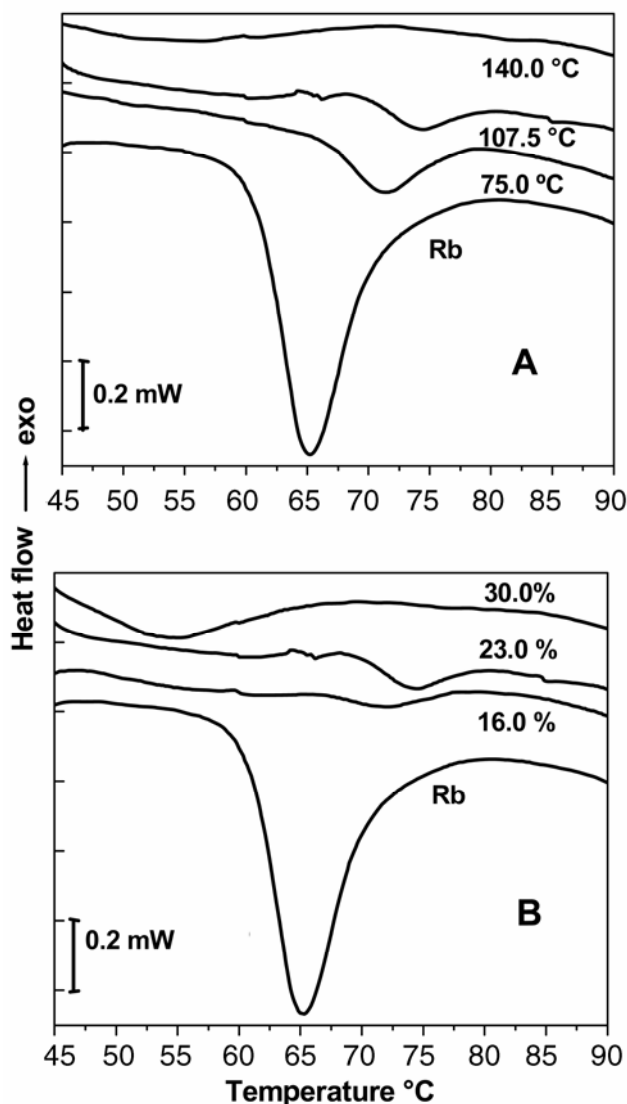 140.0 °C
107.5 °C
75.0 ºC
Rb
A
0.2 mW
45 50 55 60 65 70 75 80 85 90
Heat flow → exo
30.0%
23.0 %
16.0 %
Rb
B
0.2 mW
45 50 55 60 65 70 75 80 85 90
Temperature °C